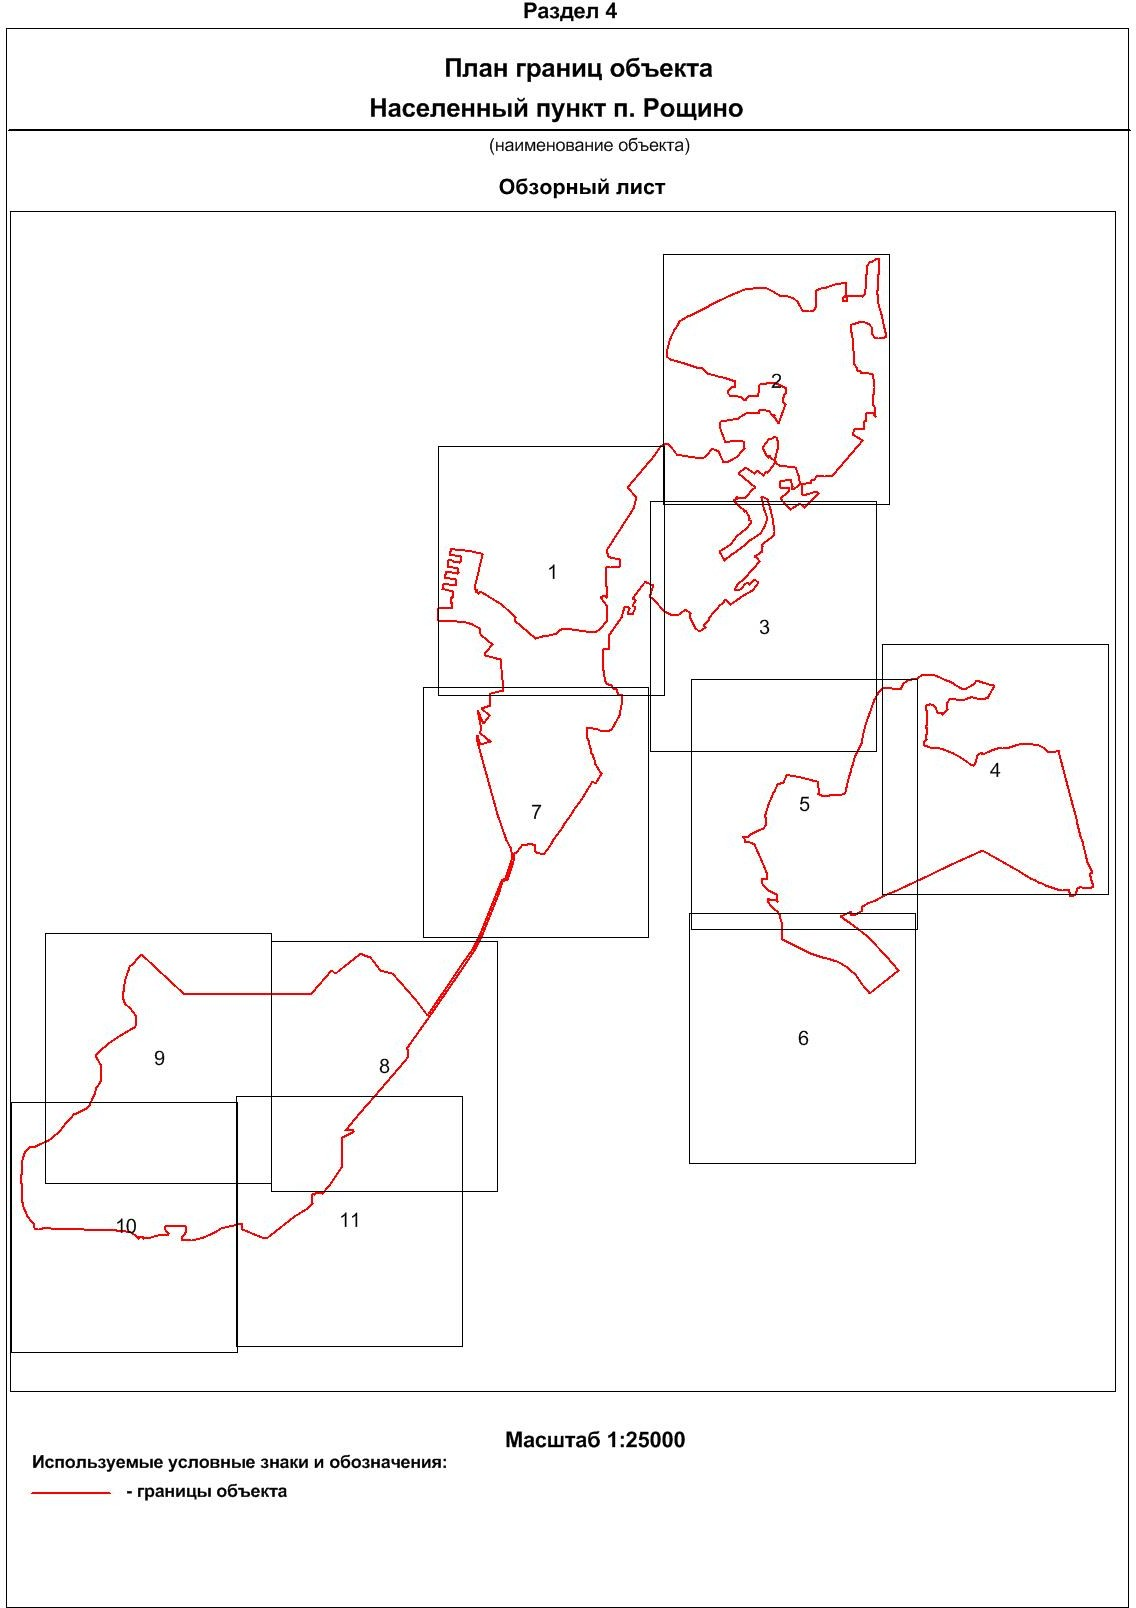 Раздел 4
План границ объекта
Населенный пункт п. Рощино
(наименование объекта)
Обзорный лист
2
1
3
4
5
7
6
9
8
10
11
Масштаб 1:25000
Используемые условные знаки и обозначения:
- границы объекта